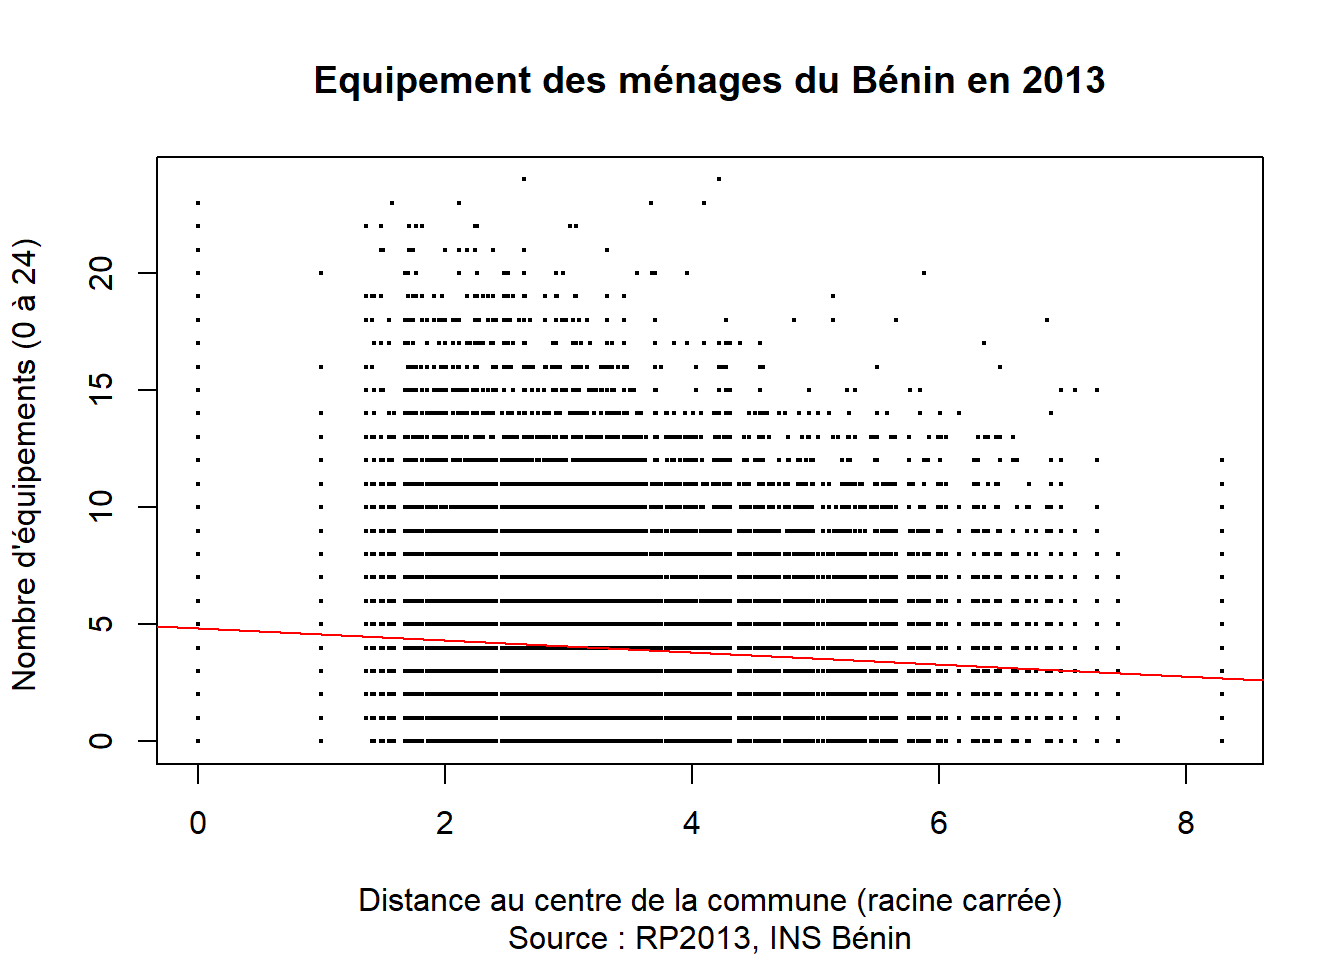 Equipement des ménages du Bénin en 2013
Nombre d'équipements (0 à 24)
20
15
10
5
0
0 2 4 6 8
Distance au centre de la commune (racine carrée)
Source : RP2013, INS Bénin